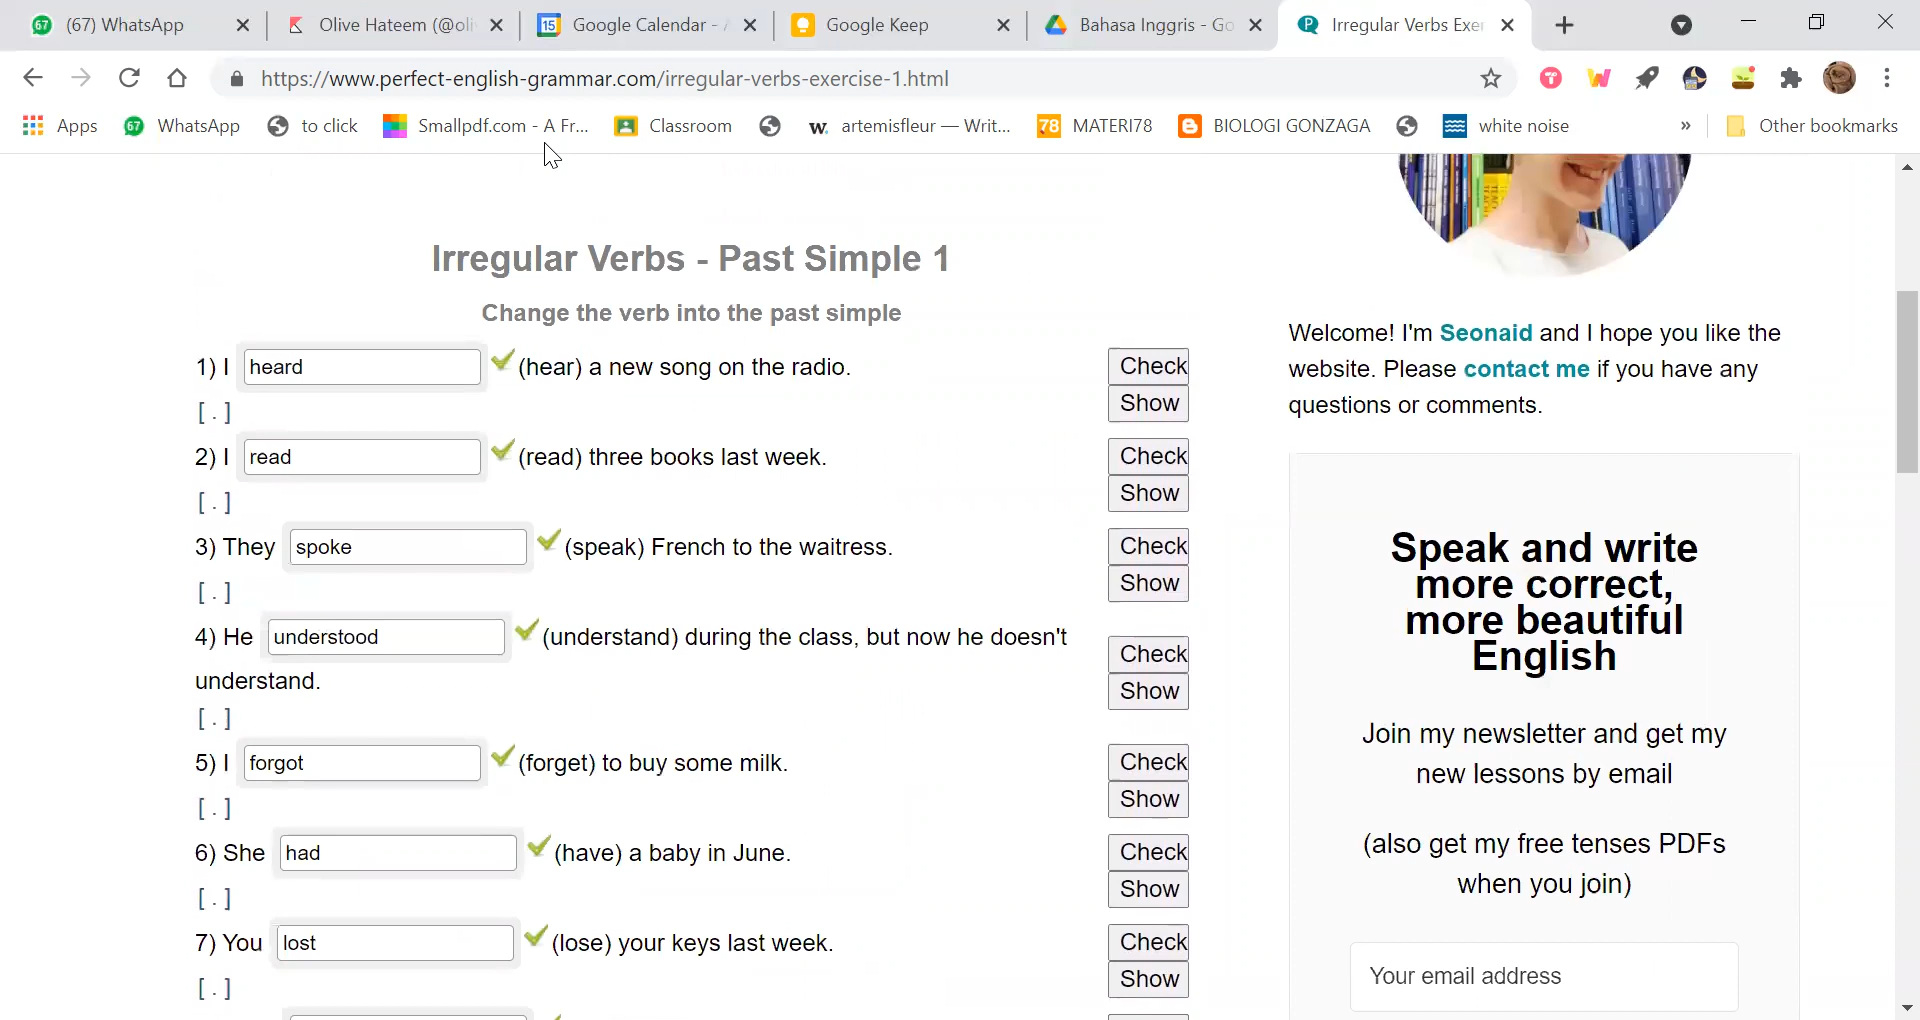 (67) WhatsApp
Olive Hateem (@oli
Google Calendar - A
Google Keep
Bahasa Inggris - Go
Irregular Verbs Exer
https://www.perfect-english-grammar.com/irregular-verbs-exercise-1.html
Apps
67 WhatsApp
to click
Smallpdf.com - A Fr...
Classroom
w. artemisfleur — Writ...
78 MATERI78
BIOLOGI GONZAGA
white noise
»
Other bookmarks
Irregular Verbs - Past Simple 1
Change the verb into the past simple
1) I heard (hear) a new song on the radio.
Check
Show
[ . ]
2) I read (read) three books last week.
Check
Show
[ . ]
3) They spoke (speak) French to the waitress.
Check
Show
[ . ]
4) He understood (understand) during the class, but now he doesn't
understand.
Check
Show
[ . ]
5) I forgot (forget) to buy some milk.
Check
Show
[ . ]
6) She had (have) a baby in June.
Check
Show
[ . ]
7) You lost (lose) your keys last week.
Check
Show
[ . ]
Welcome! I'm Seonaid and I hope you like the
website. Please contact me if you have any
questions or comments.
Speak and write
more correct,
more beautiful
English
Join my newsletter and get my
new lessons by email
(also get my free tenses PDFs
when you join)
Your email address